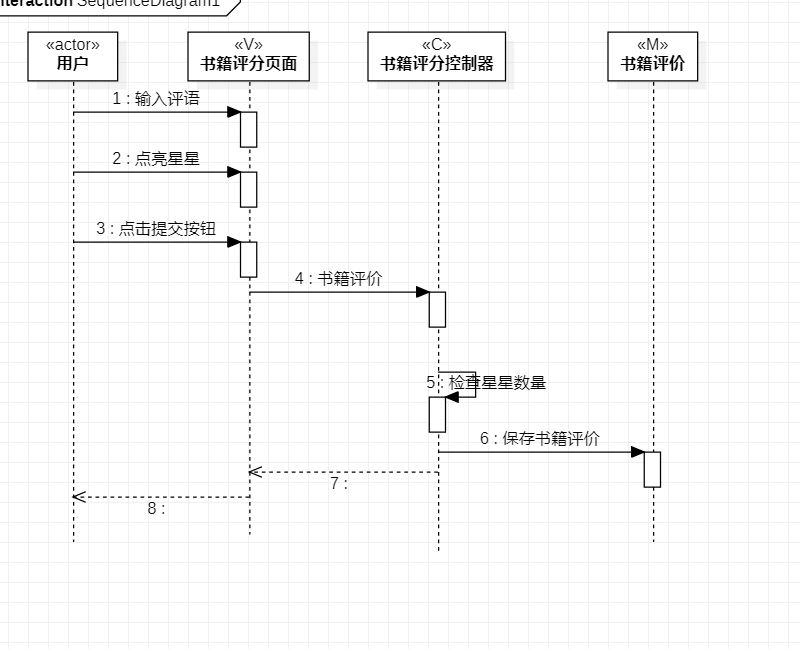 nteraction SequenceDiagram1
«actor»
用户
«V»
书籍评分页面
«C»
书籍评分控制器
«M»
书籍评价
1 : 输入评语
2 : 点亮星星
3 : 点击提交按钮
4 : 书籍评价
5 : 检查星星数量
6 : 保存书籍评价
7 :
8 :